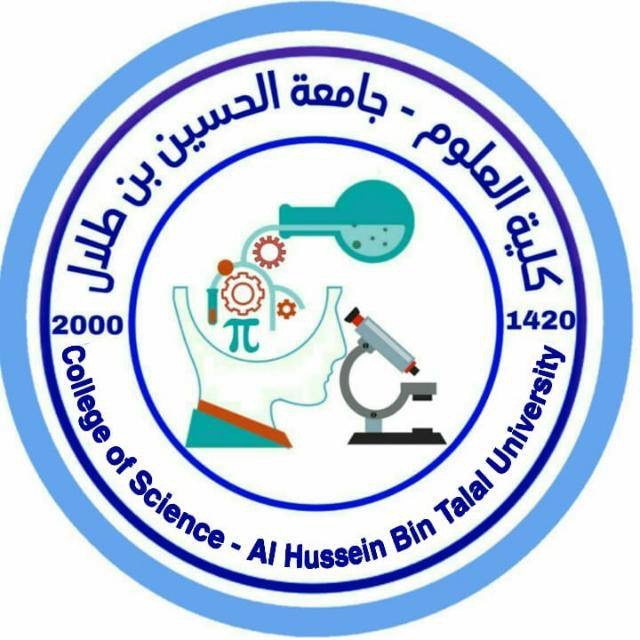 كلية العلوم - جامعة الحسين بن طلال
2000
1420
π
College of Science - Al Hussein Bin Talal University